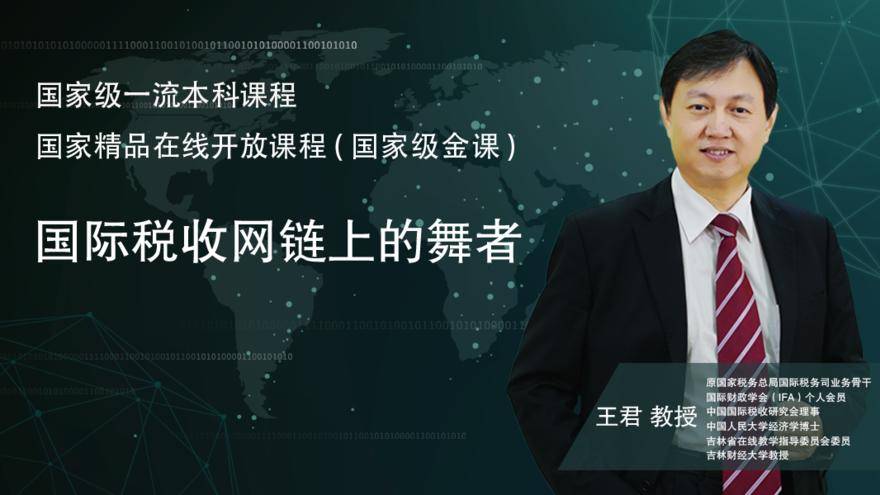 0101010101010000011110001100101001011001010100001100101010
国家级一流本科课程
国家精品在线开放课程(国家级金课)
国际税收网链上的舞者
王君 教授
原国家税务总局国际税务司业务骨干
国际财政学会(IFA)个人会员
中国国际税收研究会理事
中国人民大学经济学博士
吉林省在线教学指导委员会委员
吉林财经大学教授